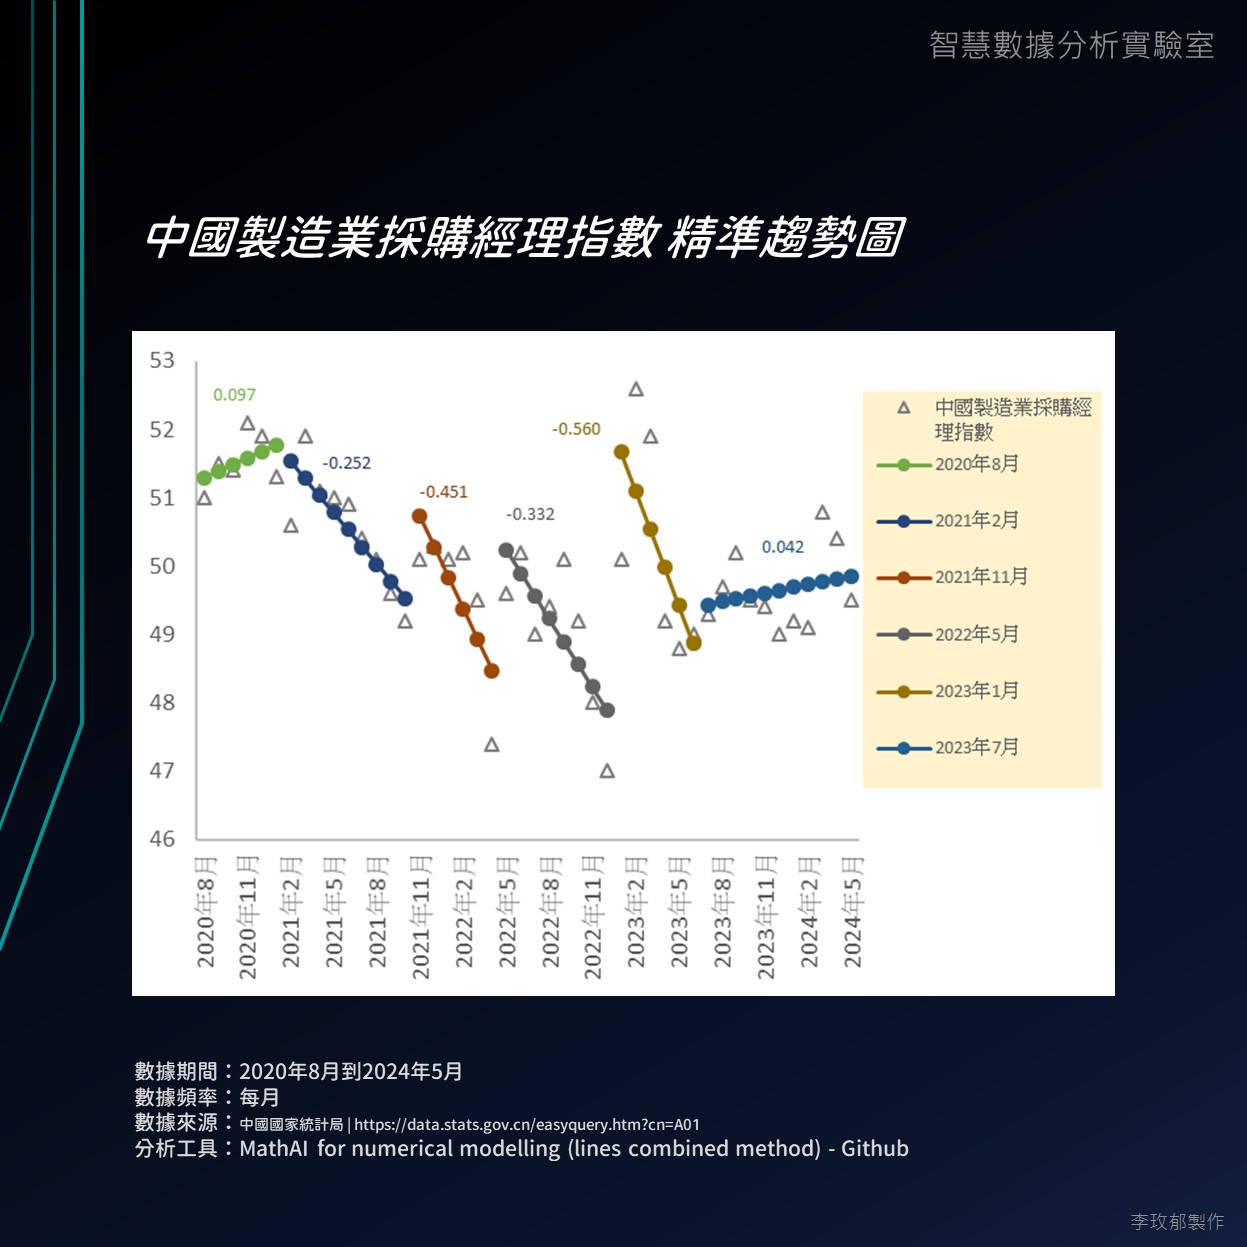 智慧數據分析實驗室
中國製造業採購經理指數 精準趨勢圖
53
52
51
50
49
48
47
46
0.097
-0.252
-0.451
-0.332
-0.560
0.042
2020年8月
2020年11月
2021年2月
2021年5月
2021年8月
2021年11月
2022年2月
2022年5月
2022年8月
2022年11月
2023年2月
2023年5月
2023年8月
2023年11月
2024年2月
2024年5月
中國製造業採購經
理指數
2020年8月
2021年2月
2021年11月
2022年5月
2023年1月
2023年7月
數據期間：2020年8月到2024年5月
數據頻率：每月
數據來源：中國國家統計局 | https://data.stats.gov.cn/easyquery.htm?cn=A01
分析工具：MathAI for numerical modelling (lines combined method) - Github
李玫郁製作